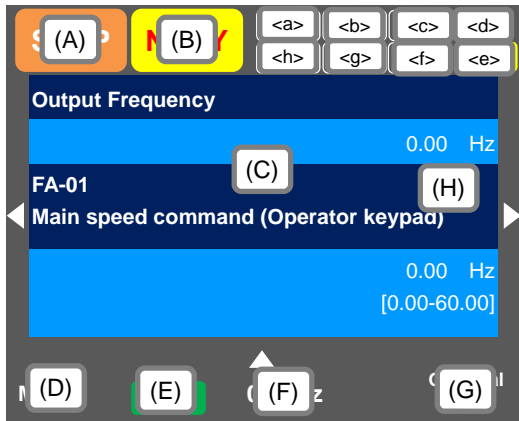 (A) (B) <a> <b> <c> <d>
<h> <g> <f> <e>
Output Frequency
0.00 Hz
(C)
FA-01 (H)
Main speed command (Operator keypad)
0.00 Hz
[0.00-60.00]
(D) (E) (F) (G)